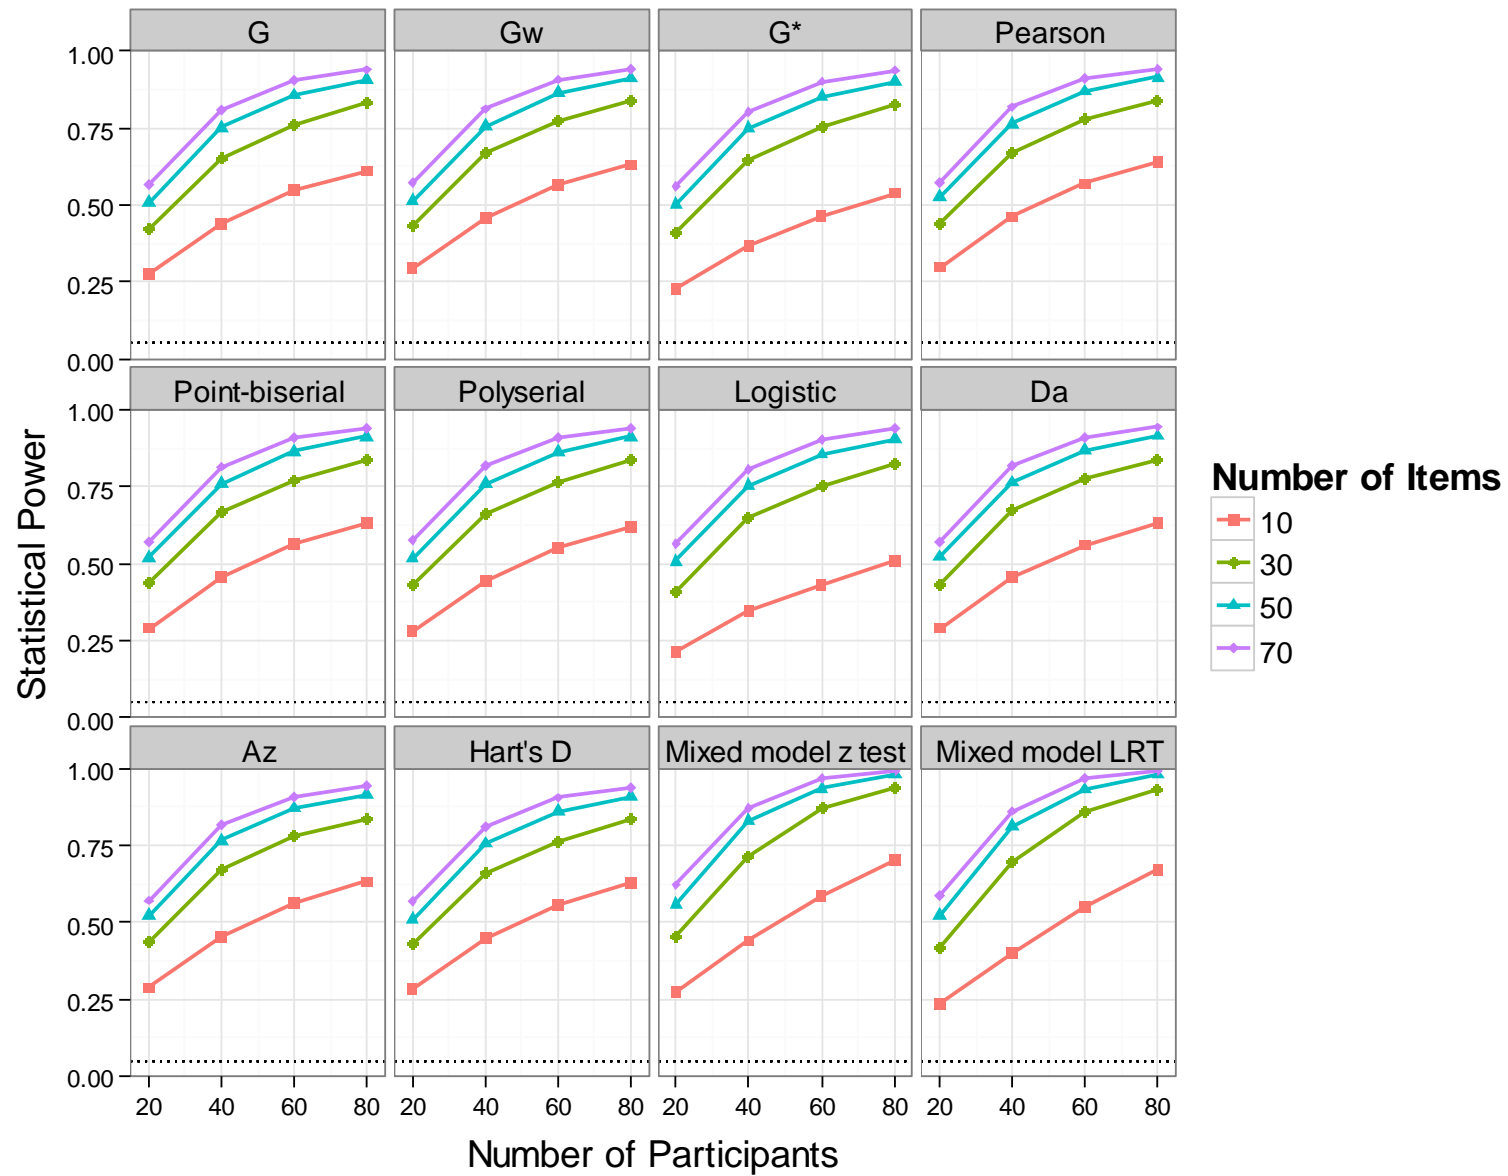 G Gw G* Pearson
1.00
0.75
0.50
0.25
0.00
Point-biserial Polyserial Logistic Da
1.00
0.75
0.50
0.25
0.00
Az Hart's D Mixed model z test Mixed model LRT
1.00
0.75
0.50
0.25
0.00
20 40 60 80 20 40 60 80 20 40 60 80 20 40 60 80
Number of Participants
Statistical Power
Number of Items
10
30
50
70